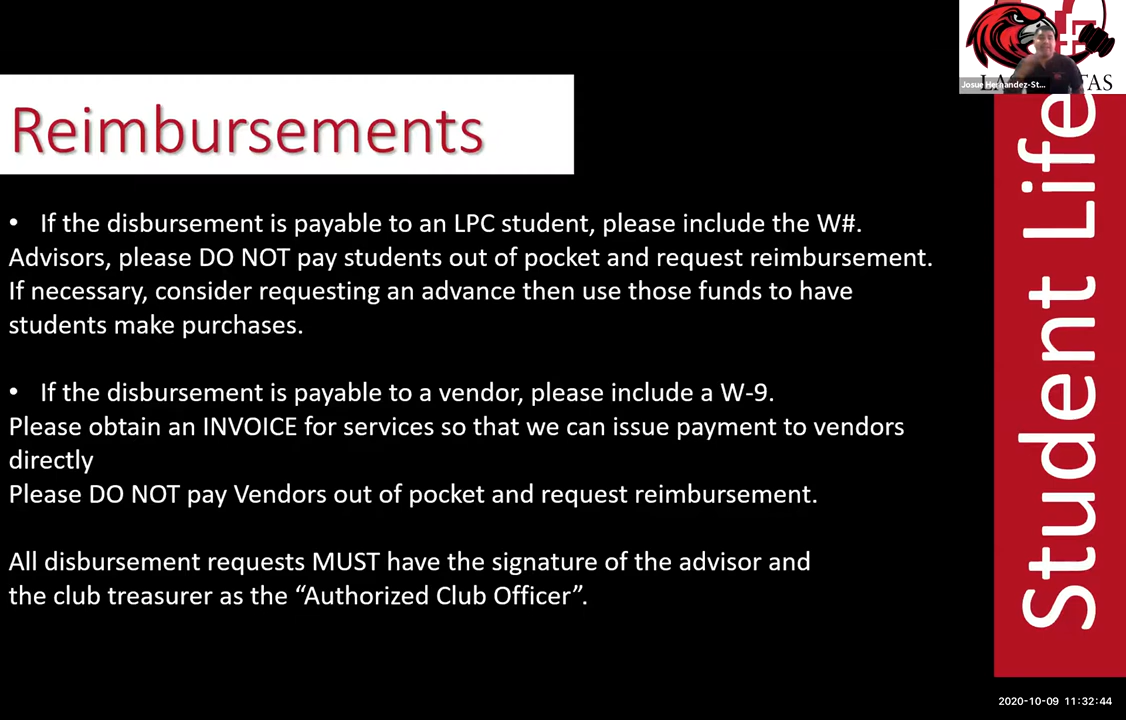 Reimbursements
• If the disbursement is payable to an LPC student, please include the W#.
Advisors, please DO NOT pay students out of pocket and request reimbursement.
If necessary, consider requesting an advance then use those funds to have
students make purchases.
• If the disbursement is payable to a vendor, please include a W-9.
Please obtain an INVOICE for services so that we can issue payment to vendors
directly
Please DO NOT pay Vendors out of pocket and request reimbursement.
All disbursement requests MUST have the signature of the advisor and
the club treasurer as the “Authorized Club Officer”.
Josue Hernandez-St...
Student Life
2020-10-09 11:32:44